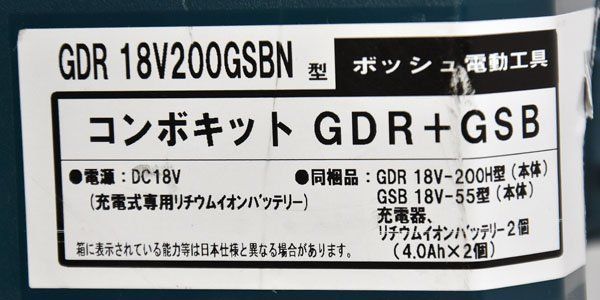 GDR 18V200GSBN 型 ボッシュ電動工具
コンボキット GDR+GSB
●電源:DC18V
(充電式専用リチウムイオンバッテリー)
●同梱品:GDR 18V-200H型(本体)
GSB 18V-55型(本体)
充電器、
リチウムイオンバッテリー2個
(4.0Ah×2個)
箱に表示されている能力等は日本仕様と異なる場合があります。